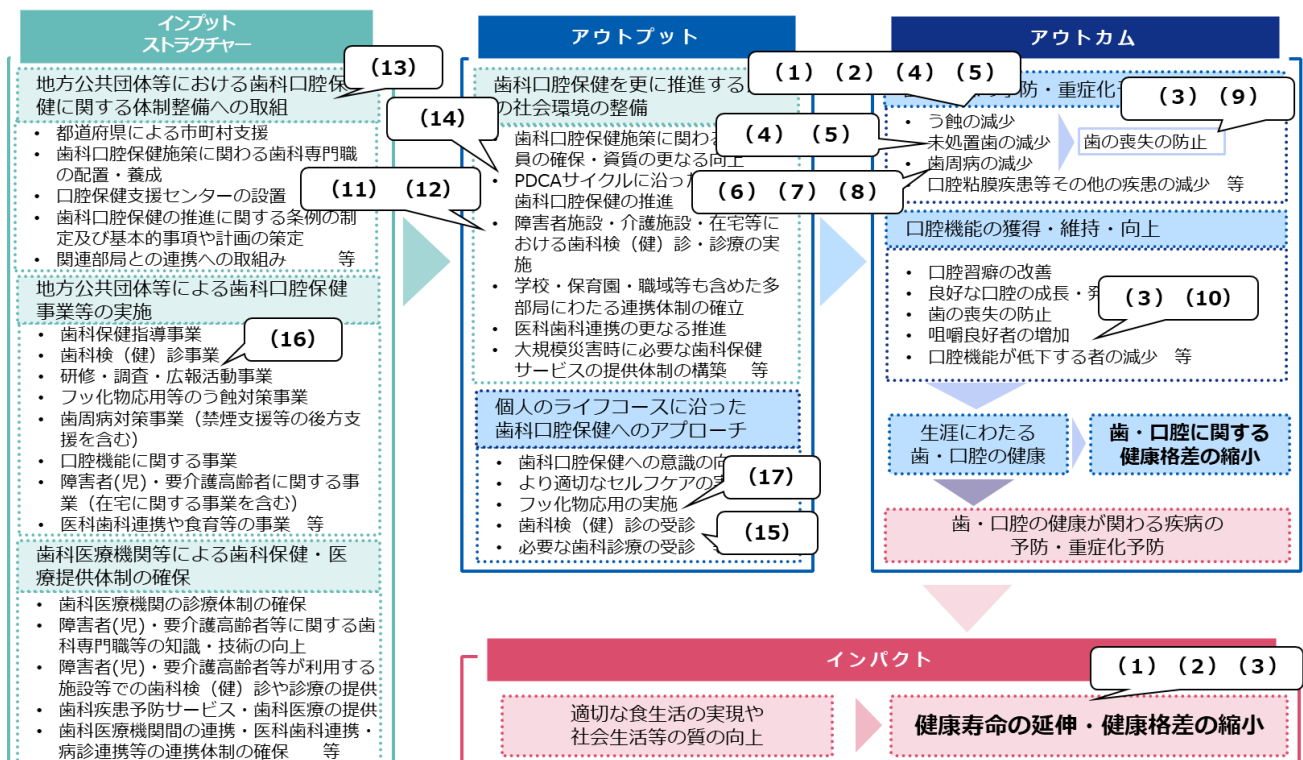 インプット
ストラクチャー
地方公共団体等における歯科口腔保
健に関する体制整備への取組
(13)
• 都道府県による市町村支援
• 歯科口腔保健施策に関わる歯科専門職
の配置・養成
• 口腔保健支援センターの設置
• 歯科口腔保健の推進に関する条例の制
定及び基本的事項や計画の策定
• 関連部局との連携への取組み 等
地方公共団体等による歯科口腔保健
事業等の実施
• 歯科保健指導事業
• 歯科検（健）診事業
(16)
• 研修・調査・広報活動事業
• フッ化物応用等のう蝕対策事業
• 歯周病対策事業（禁煙支援等の後方支
援を含む）
• 口腔機能に関する事業
• 障害者(児)・要介護高齢者に関する事
業（在宅に関する事業を含む）
• 医科歯科連携や食育等の事業 等
歯科医療機関等による歯科保健・医
療提供体制の確保
• 歯科医療機関の診療体制の確保
• 障害者(児)・要介護高齢者等に関する歯
科専門職等の知識・技術の向上
• 障害者(児)・要介護高齢者等が利用する
施設等での歯科検（健）診や診療の提供
• 歯科疾患予防サービス・歯科医療の提供
• 歯科医療機関間の連携・医科歯科連携・
病診連携等の連携体制の確保 等
アウトプット
歯科口腔保健を更に推進する
の社会環境の整備
(14)
歯科口腔保健施策に関わる
員の確保・資質の更なる向上
• PDCAサイクルに沿った
歯科口腔保健の推進
(11) (12)
• 障害者施設・介護施設・在宅等に
おける歯科検（健）診・診療の実
施
• 学校・保育園・職域等も含めた多
部局にわたる連携体制の確立
• 医科歯科連携の更なる推進
• 大規模災害時に必要な歯科保健
サービスの提供体制の構築 等
個人のライフコースに沿った
歯科口腔保健へのアプローチ
• 歯科口腔保健への意識の向
• より適切なセルフケアの
• フッ化物応用の実施
(17)
• 歯科検（健）診の受診
• 必要な歯科診療の受診
(15)
アウトカム
(1) (2) (4) (5)
予防・重症化
(3) (9)
• う蝕の減少
(4) (5)
• 未処置歯の減少
歯の喪失の防止
• 歯周病の減少
(6) (7) (8)
口腔粘膜疾患等その他の疾患の減少 等
口腔機能の獲得・維持・向上
• 口腔習癖の改善
• 良好な口腔の成長・発
(3) (10)
• 歯の喪失の防止
• 咀嚼良好者の増加
• 口腔機能が低下する者の減少 等
生涯にわたる
歯・口腔の健康
歯・口腔に関する
健康格差の縮小
歯・口腔の健康が関わる疾病の
予防・重症化予防
インパクト
(1) (2) (3)
適切な食生活の実現や
社会生活等の質の向上
健康寿命の延伸・健康格差の縮小